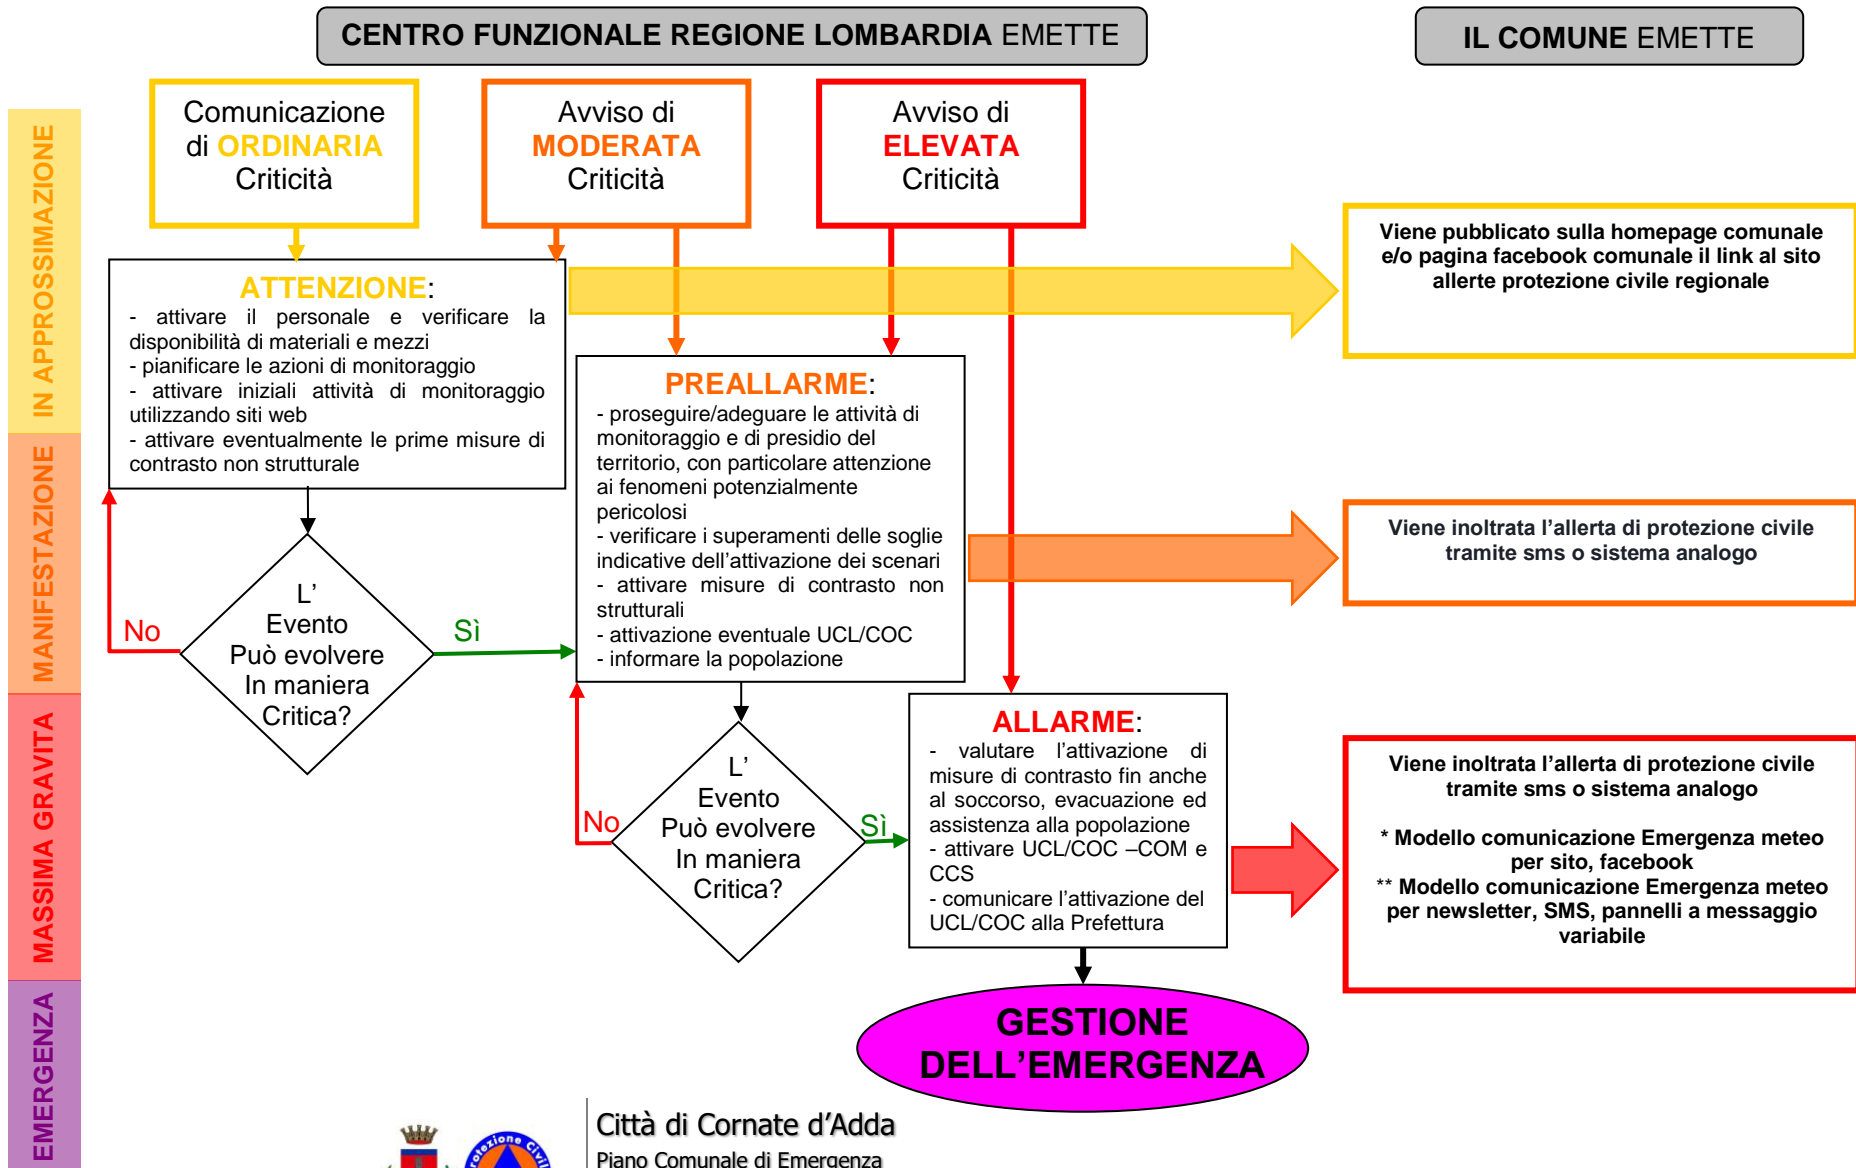 CENTRO FUNZIONALE REGIONE LOMBARDIA EMETTE
IL COMUNE EMETTE
IN APPROSSIMAZIONE
MANIFESTAZIONE
MASSIMA GRAVITA
EMERGENZA
Comunicazione
di ORDINARIA
Criticità
Avviso di
MODERATA
Criticità
Avviso di
ELEVATA
Criticità
ATTENZIONE:
- attivare il personale e verificare la
disponibilità di materiali e mezzi
- pianificare le azioni di monitoraggio
- attivare iniziali attività di monitoraggio
utilizzando siti web
- attivare eventualmente le prime misure di
contrasto non strutturale
Viene pubblicato sulla homepage comunale
e/o pagina facebook comunale il link al sito
allerte protezione civile regionale
L’
Evento
Può evolvere
In maniera
Critica?
No
Sì
PREALLARME:
- proseguire/adeguare le attività di
monitoraggio e di presidio del
territorio, con particolare attenzione
ai fenomeni potenzialmente
pericolosi
- verificare i superamenti delle soglie
indicative dell’attivazione dei scenari
- attivare misure di contrasto non
strutturali
- attivazione eventuale UCL/COC
- informare la popolazione
Viene inoltrata l’allerta di protezione civile
tramite sms o sistema analogo
L’
Evento
Può evolvere
In maniera
Critica?
No
Sì
ALLARME:
- valutare l’attivazione di
misure di contrasto fin anche
al soccorso, evacuazione ed
assistenza alla popolazione
- attivare UCL/COC –COM e
CCS
- comunicare l’attivazione del
UCL/COC alla Prefettura
Viene inoltrata l’allerta di protezione civile
tramite sms o sistema analogo
* Modello comunicazione Emergenza meteo
per sito, facebook
** Modello comunicazione Emergenza meteo
per newsletter, SMS, pannelli a messaggio
variabile
GESTIONE
DELL’EMERGENZA
Protezione Civil
Città di Cornate d’Adda
Piano Comunale di Emergenza